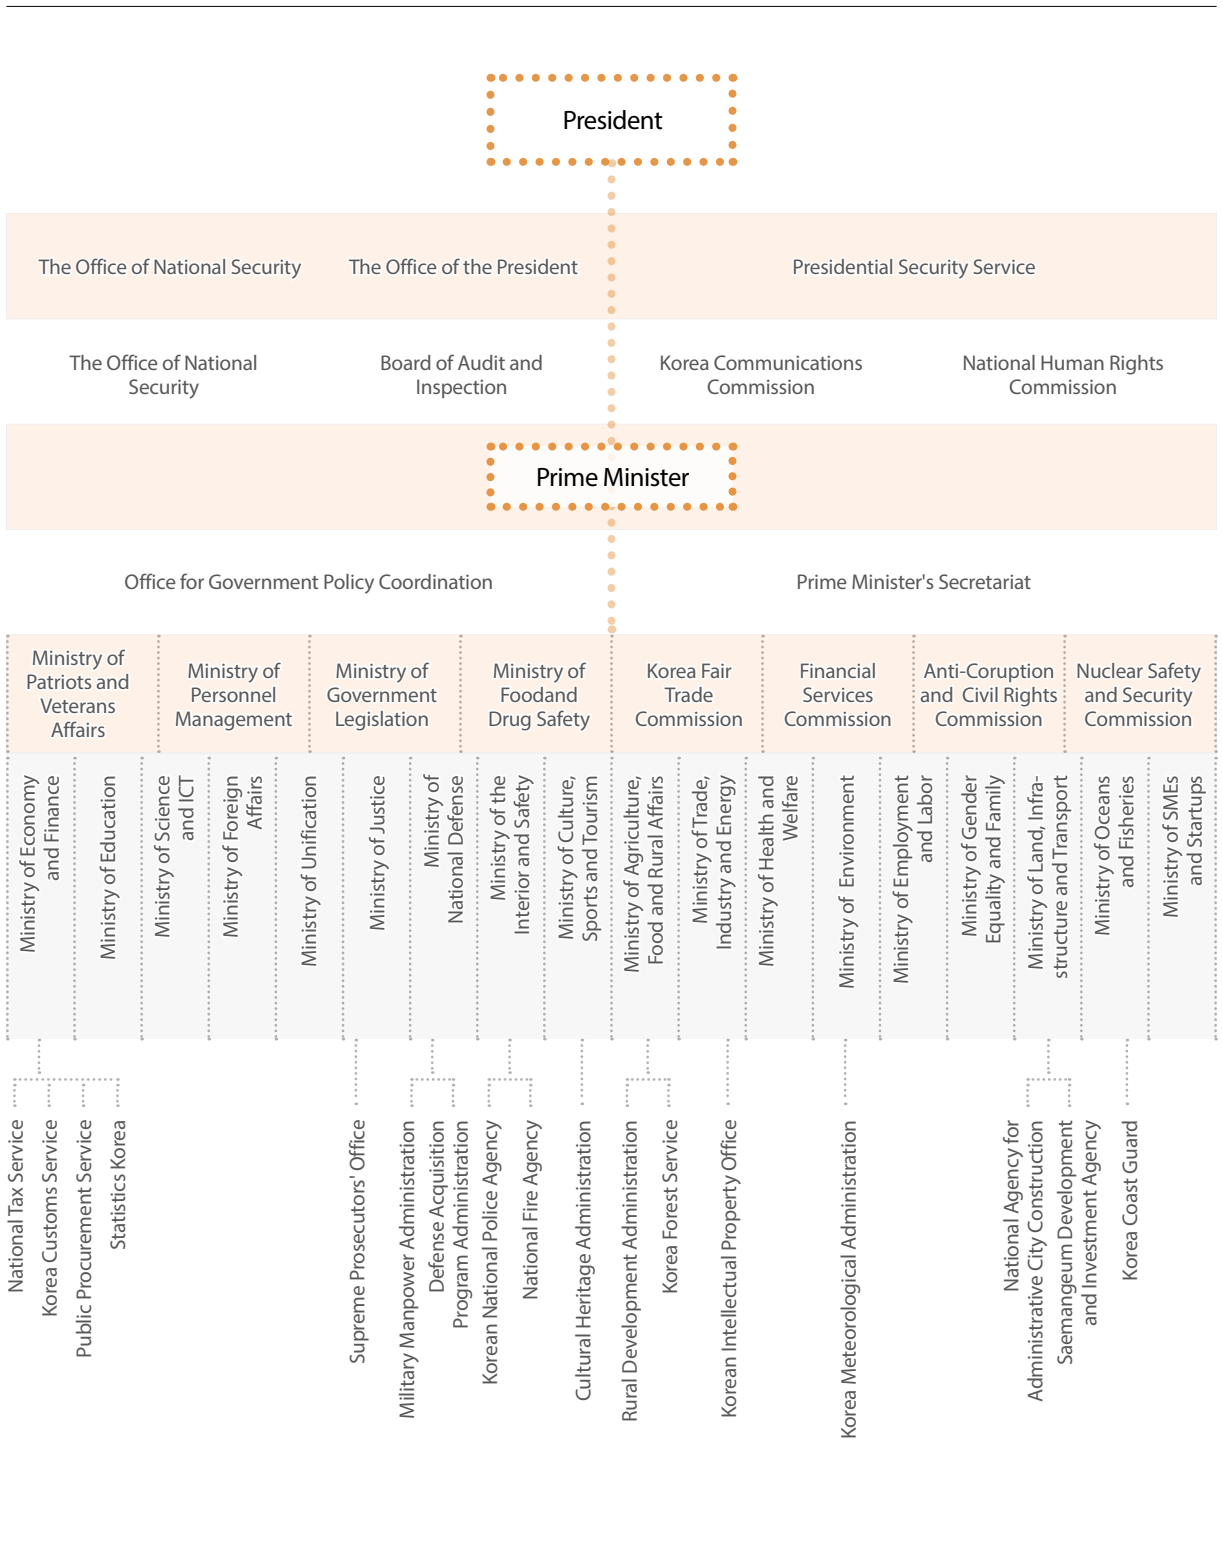 President
The Office of National Security
The Office of the President
Presidential Security Service
The Office of National
Security
Board of Audit and
Inspection
Korea Communications
Commission
National Human Rights
Commission
Prime Minister
Office for Government Policy Coordination
Prime Minister's Secretariat
Ministry of
Patriots and
Veterans
Affairs
Ministry of
Personnel
Management
Ministry of
Government
Legislation
Ministry of
Foodand
Drug Safety
Korea Fair
Trade
Commission
Financial
Services
Commission
Anti-Coruption
and Civil Rights
Commission
Nuclear Safety
and Security
Commission
Ministry of Economy
and Finance
Ministry of Education
Ministry of Science
and ICT
Ministry of Foreign
Affairs
Ministry of Unification
Ministry of Justice
Ministry of
National Defense
Ministry of the
Interior and Safety
Ministry of Culture,
Sports and Tourism
Ministry of Agriculture,
Food and Rural Affairs
Ministry of Trade,
Industry and Energy
Ministry of Health and
Welfare
Ministry of Environment
Ministry of Employment
and Labor
Ministry of Gender
Equality and Family
Ministry of Land, Infra-
structure and Transport
Ministry of Oceans
and Fisheries
Ministry of SMEs
and Startups
National Tax Service
Korea Customs Service
Public Procurement Service
Statistics Korea
Supreme Prosecutors' Office
Military Manpower Administration
Defense Acquisition
Program Administration
Korean National Police Agency
National Fire Agency
Cultural Heritage Administration
Rural Development Administration
Korea Forest Service
Korean Intellectual Property Office
Korea Meteorological Administration
National Agency for
Administrative City Construction
Saemangeum Development
and Investment Agency
Korea Coast Guard